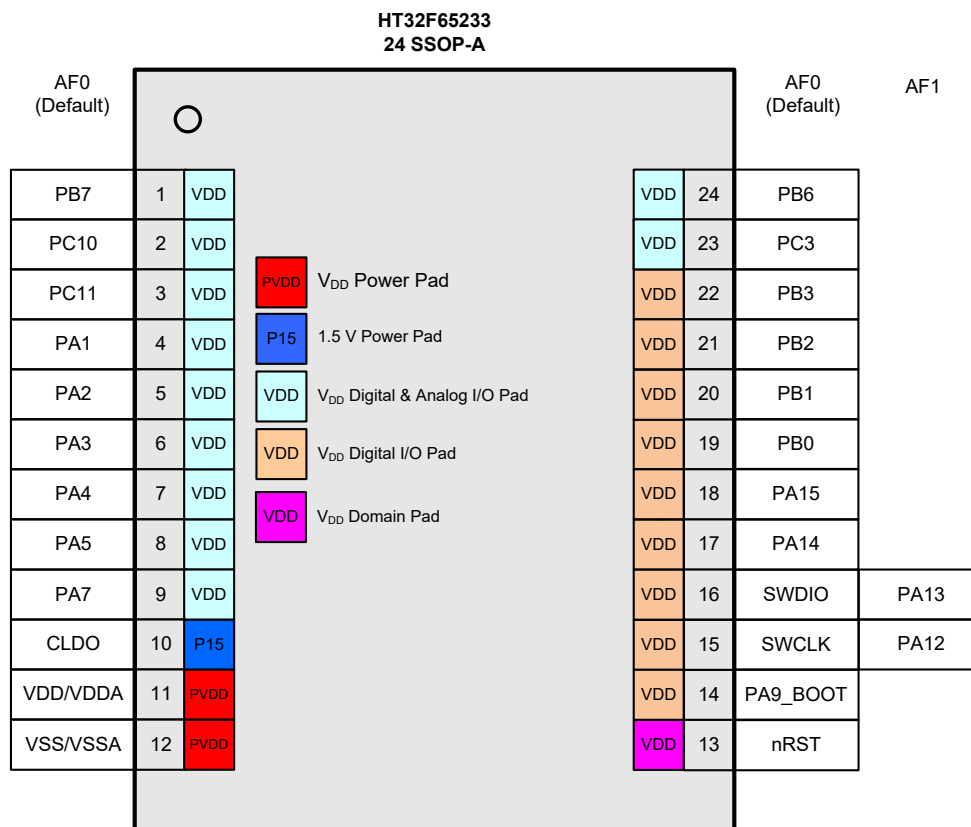 HT32F65233
24 SSOP-A
AF0
(Default)
AF0
(Default)
AF1
PB7 1 VDD
VDD 24 PB6
PC10 2 VDD
VDD 23 PC3
PC11 3 VDD
VDD 22 PB3
PA1 4 VDD
VDD 21 PB2
PA2 5 VDD
VDD 20 PB1
PA3 6 VDD
VDD 19 PB0
PA4 7 VDD
VDD 18 PA15
PA5 8 VDD
VDD 17 PA14
PA7 9 VDD
VDD 16 SWDIO PA13
CLDO 10 P15
VDD 15 SWCLK PA12
VDD/VDDA 11 PVDD
VDD 14 PA9_BOOT
VSS/VSSA 12 PVDD
VDD 13 nRST
PVDD VDD Power Pad
P15 1.5 V Power Pad
VDD VDD Digital & Analog I/O Pad
VDD VDD Digital I/O Pad
VDD VDD Domain Pad